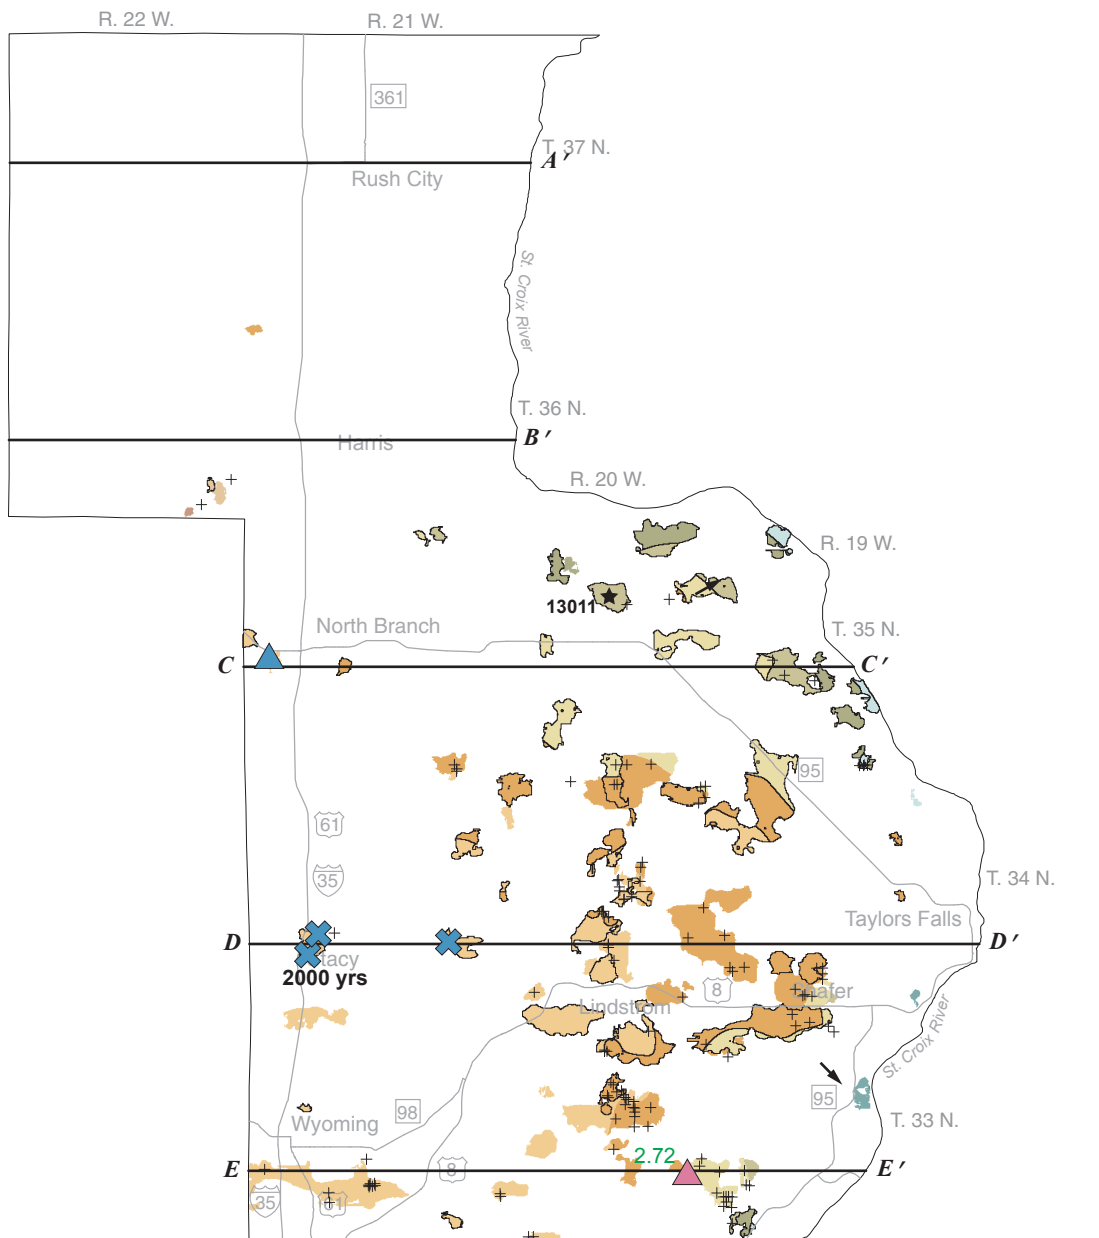 R. 22 W.
R. 21 W.
361
T. 37 N.
A′
Rush City
St. Croix River
T. 36 N.
Harris
B′
R. 20 W.
R. 19 W.
13011
North Branch
T. 35 N.
C
C′
95
61
35
T. 34 N.
Taylors Falls
D
D′
tacy
2000 yrs
8
Lindstrom
St. Croix River
95
98
T. 33 N.
Wyoming
2.72
E
8
E′
35
61